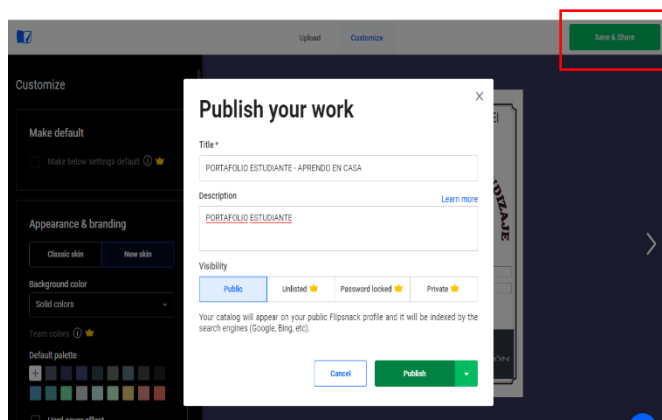 Upload Customize Save & Share
Customize
Make default
Make below settings default
Appearance & branding
Classic skin New skin
Background color
Solid colors
Team colors
Default palette
Hard cover effect
Publish your work
Title *
PORTAFOLIO ESTUDIANTE - APRENDO EN CASA
Description Learn more
PORTAFOLIO ESTUDIANTE
Visibility
Public Unlisted Password locked Private
Your catalog will appear on your public Flipsnack profile and it will be indexed by the
search engines (Google, Bing, etc).
Cancel Publish